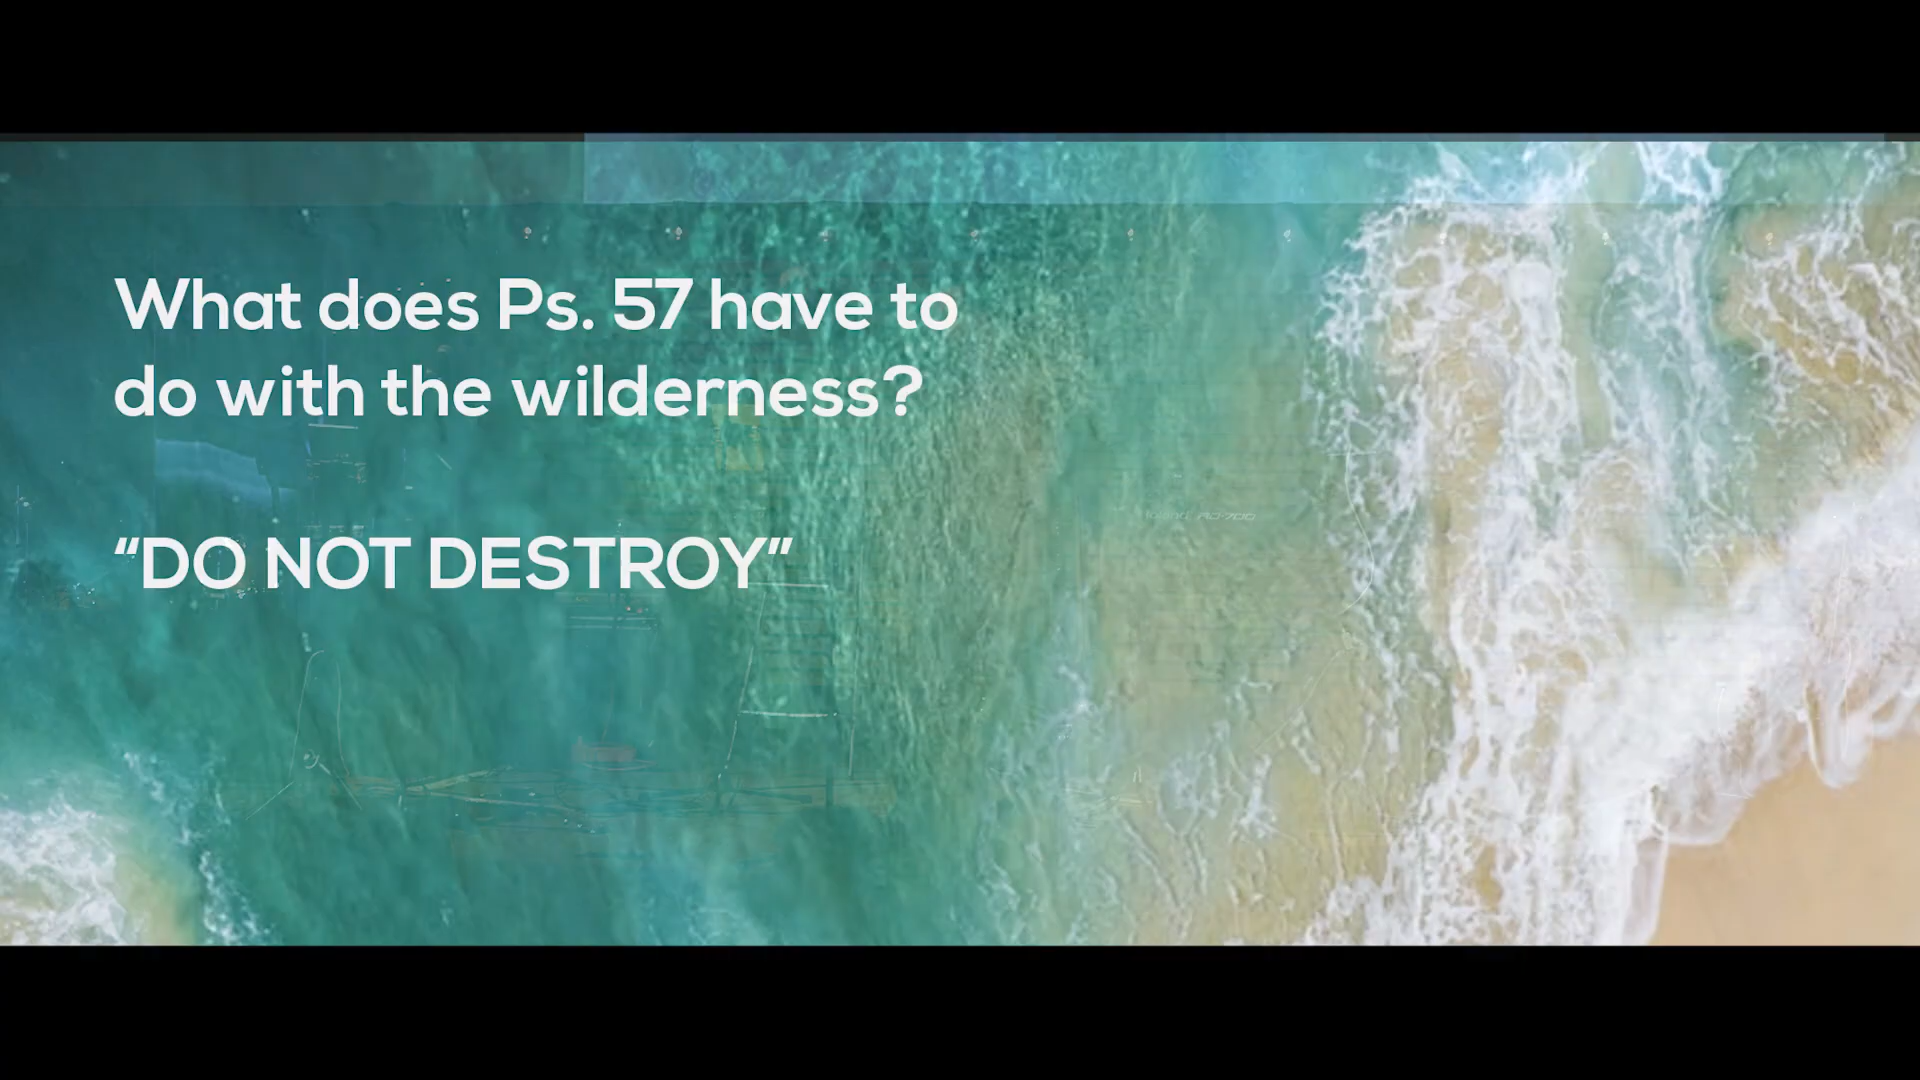 What does Ps. 57 have to
do with the wilderness?
“DO NOT DESTROY”